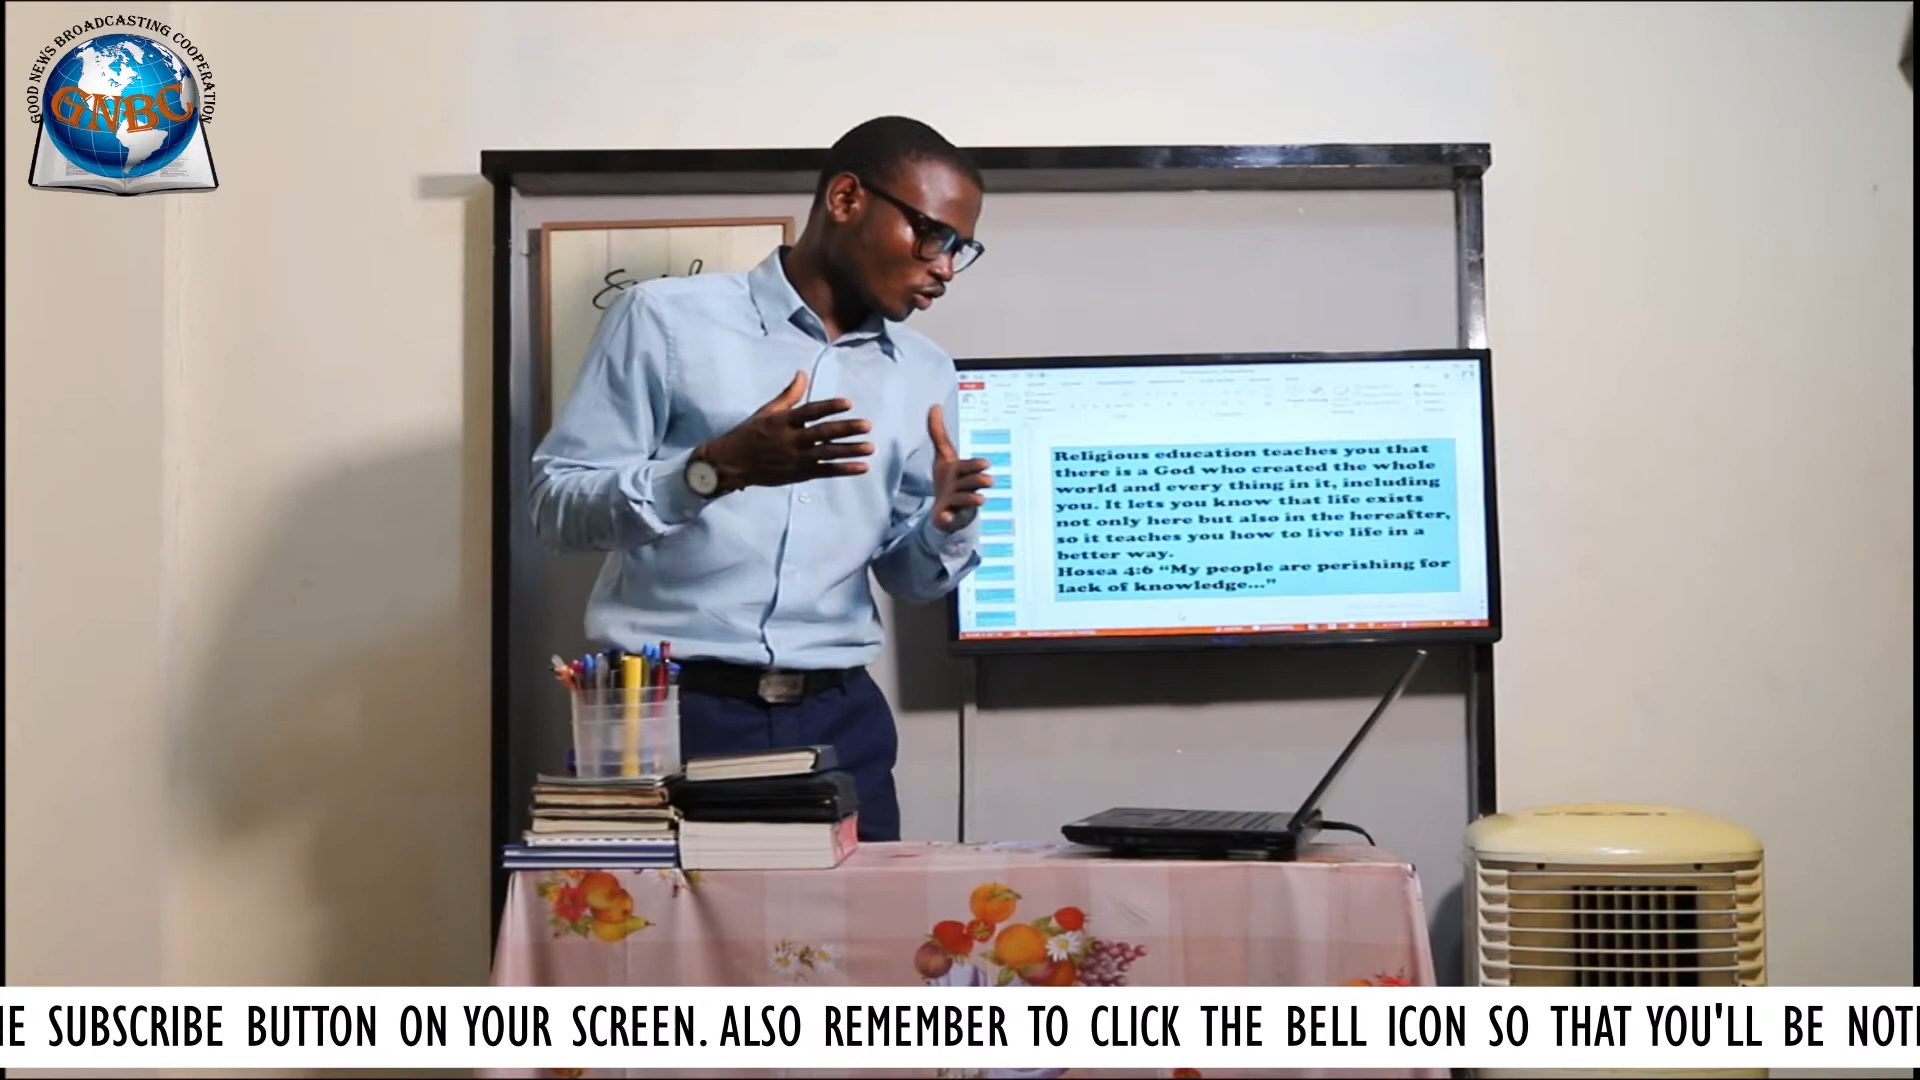 GOOD NEWS BROADCASTING COOPERATION
GNBC
Religious education teaches you that
there is a God who created the whole
world and every thing in it, including
you. It lets you know that life exists
not only here but also in the hereafter,
so it teaches you how to live life in a
better way.
Hosea 4:6 “My people are perishing for
lack of knowledge...”
HE SUBSCRIBE BUTTON ON YOUR SCREEN. ALSO REMEMBER TO CLICK THE BELL ICON SO THAT YOU'LL BE NOTI